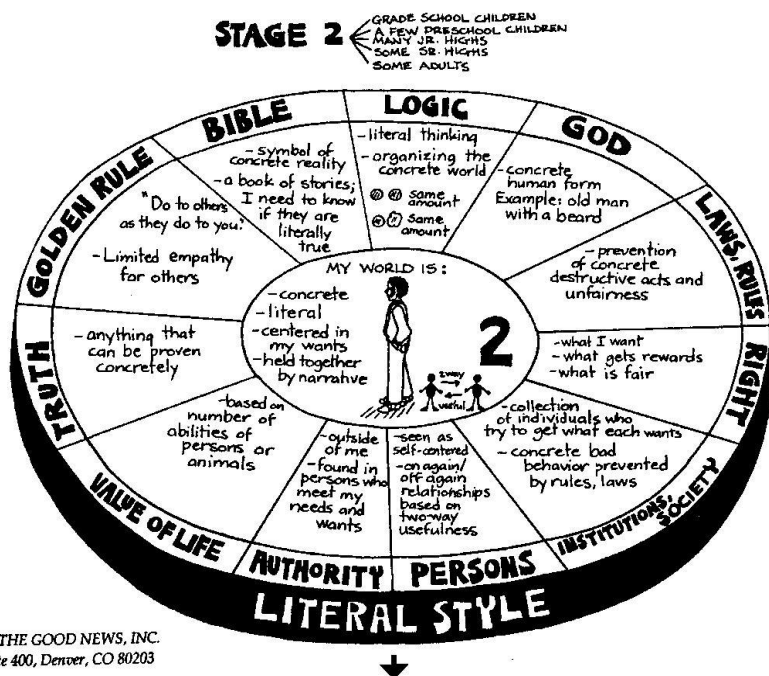 STAGE 2
GRADE SCHOOL CHILDREN
A FEW PRESCHOOL CHILDREN
MANY JR. HIGHS
SOME SR. HIGHS
SOME ADULTS
BIBLE
- symbol of
concrete reality
- a book of stories;
I need to know
if they are
literally
true
LOGIC
- literal thinking
- organizing the
concrete world
same
amount
same
amount
GOD
- concrete
human form
Example: old man
with a beard
LAWS, RULES
- prevention
of concrete
destructive acts and
unfairness
RIGHT
- what I want
- what gets rewards
- what is fair
INSTITUTIONS,
SOCIETY
- collection
of individuals who
try to get what each wants
- concrete bad
behavior prevented
by rules, laws
PERSONS
- seen as
self-centered
- on again/
off again
relationships
based on
two-way
usefulness
AUTHORITY
- outside
of me
- found in
persons who
meet my
needs and
wants
VALUE OF LIFE
- based on
number of
abilities of
persons or
animals
TRUTH
- anything that
can be proven
concretely
GOLDEN RULE
"Do to others
as they do to you."
- Limited empathy
for others
MY WORLD IS:
- concrete
- literal
- centered in
my wants
- held together
by narrative
2
2 way
useful
LITERAL STYLE
THE GOOD NEWS, INC.
te 400, Denver, CO 80203